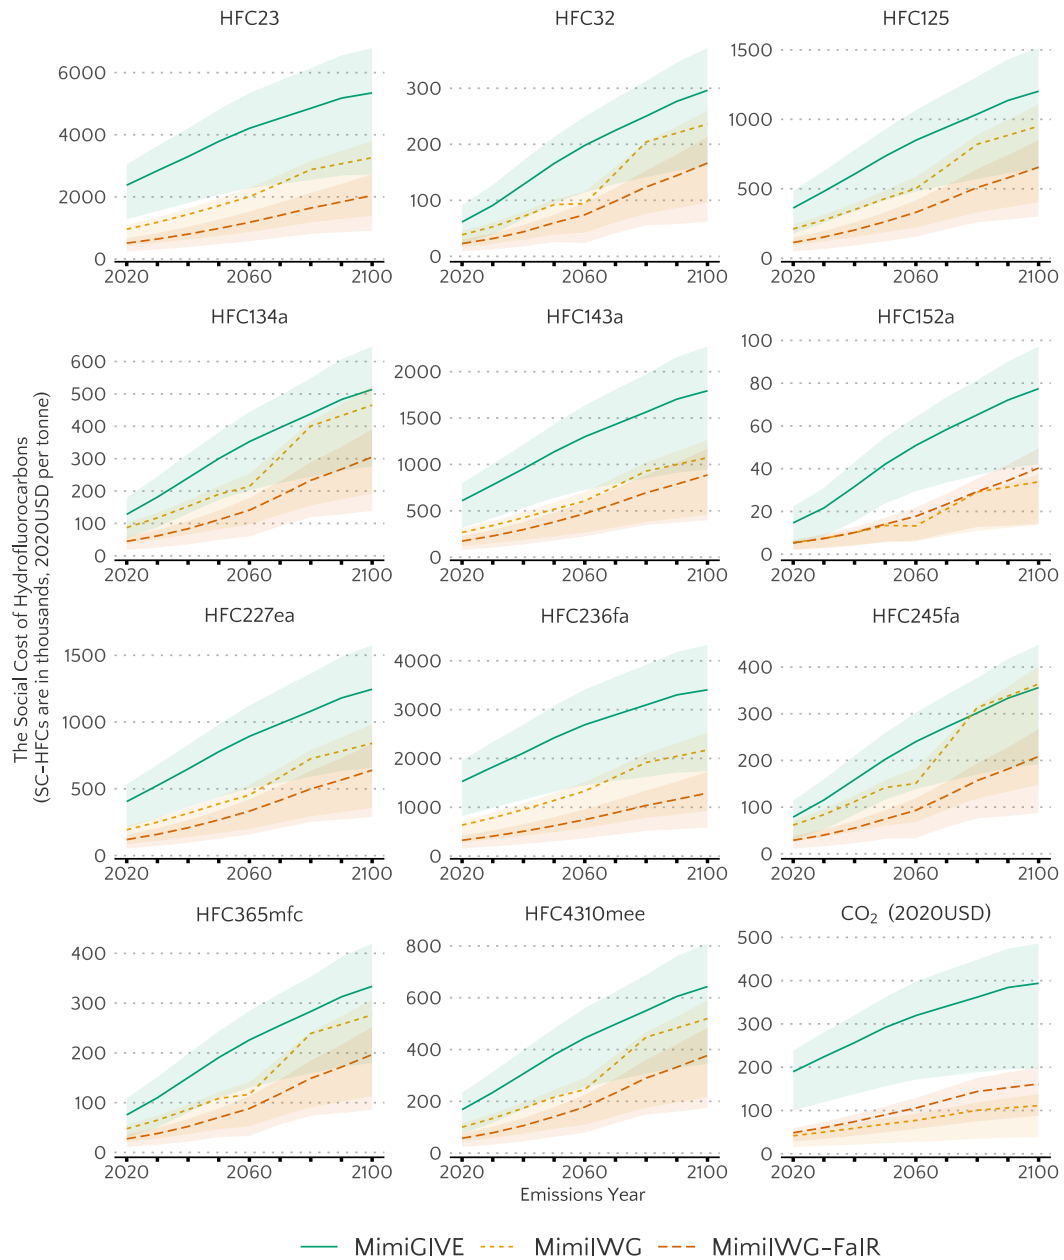 HFC23
HFC32
HFC125
6000
4000
2000
0
300
200
100
0
1500
1000
500
0
2020 2060 2100
2020 2060 2100
2020 2060 2100
HFC134a
HFC143a
HFC152a
600
500
400
300
200
100
0
2000
1500
1000
500
0
100
80
60
40
20
0
2020 2060 2100
2020 2060 2100
2020 2060 2100
The Social Cost of Hydrofluorocarbons
(SC-HFCs are in thousands, 2020USD per tonne)
HFC227ea
HFC236fa
HFC245fa
1500
1000
500
0
4000
3000
2000
1000
0
400
300
200
100
0
2020 2060 2100
2020 2060 2100
2020 2060 2100
HFC365mfc
HFC4310mee
CO₂ (2020USD)
400
300
200
100
0
800
600
400
200
0
500
400
300
200
100
0
2020 2060 2100
2020 2060 2100
2020 2060 2100
Emissions Year
MimiGIVE MimiIWG MimiIWG-FaIR